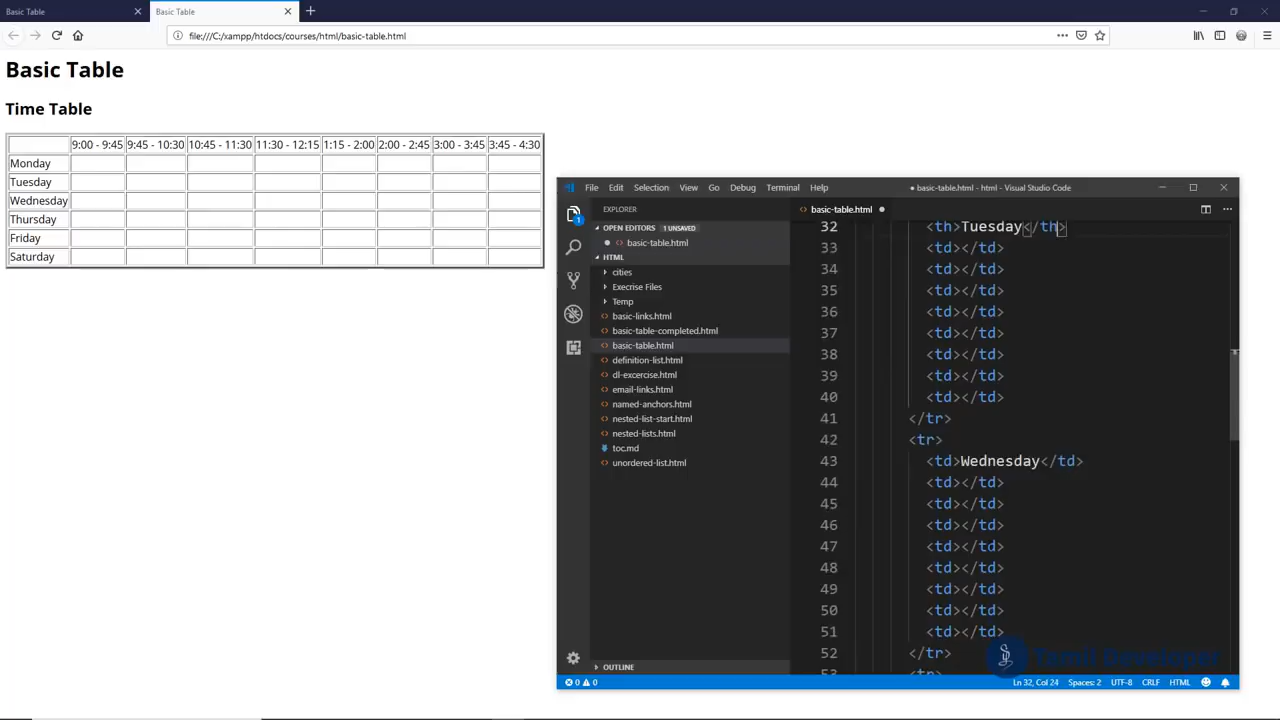 Basic Table
Basic Table
file:///C:/xampp/htdocs/courses/html/basic-table.html
Basic Table
Time Table
9:00 - 9:45 9:45 - 10:30 10:45 - 11:30 11:30 - 12:15 1:15 - 2:00 2:00 - 2:45 3:00 - 3:45 3:45 - 4:30
Monday
Tuesday
Wednesday
Thursday
Friday
Saturday
File Edit Selection View Go Debug Terminal Help
● basic-table.html - html - Visual Studio Code
EXPLORER
OPEN EDITORS 1 UNSAVED
basic-table.html
HTML
cities
Execrise Files
Temp
basic-links.html
basic-table-completed.html
basic-table.html
definition-list.html
dl-excercise.html
email-links.html
named-anchors.html
nested-list-start.html
nested-lists.html
toc.md
unordered-list.html
OUTLINE
1
basic-table.html
32 <th>Tuesday</th>
33 <td></td>
34 <td></td>
35 <td></td>
36 <td></td>
37 <td></td>
38 <td></td>
39 <td></td>
40 <td></td>
41 </tr>
42 <tr>
43 <td>Wednesday</td>
44 <td></td>
45 <td></td>
46 <td></td>
47 <td></td>
48 <td></td>
49 <td></td>
50 <td></td>
51 <td></td>
52 </tr>
53 <tr>
Tamil Developer
0 0 Ln 32, Col 24 Spaces: 2 UTF-8 CRLF HTML